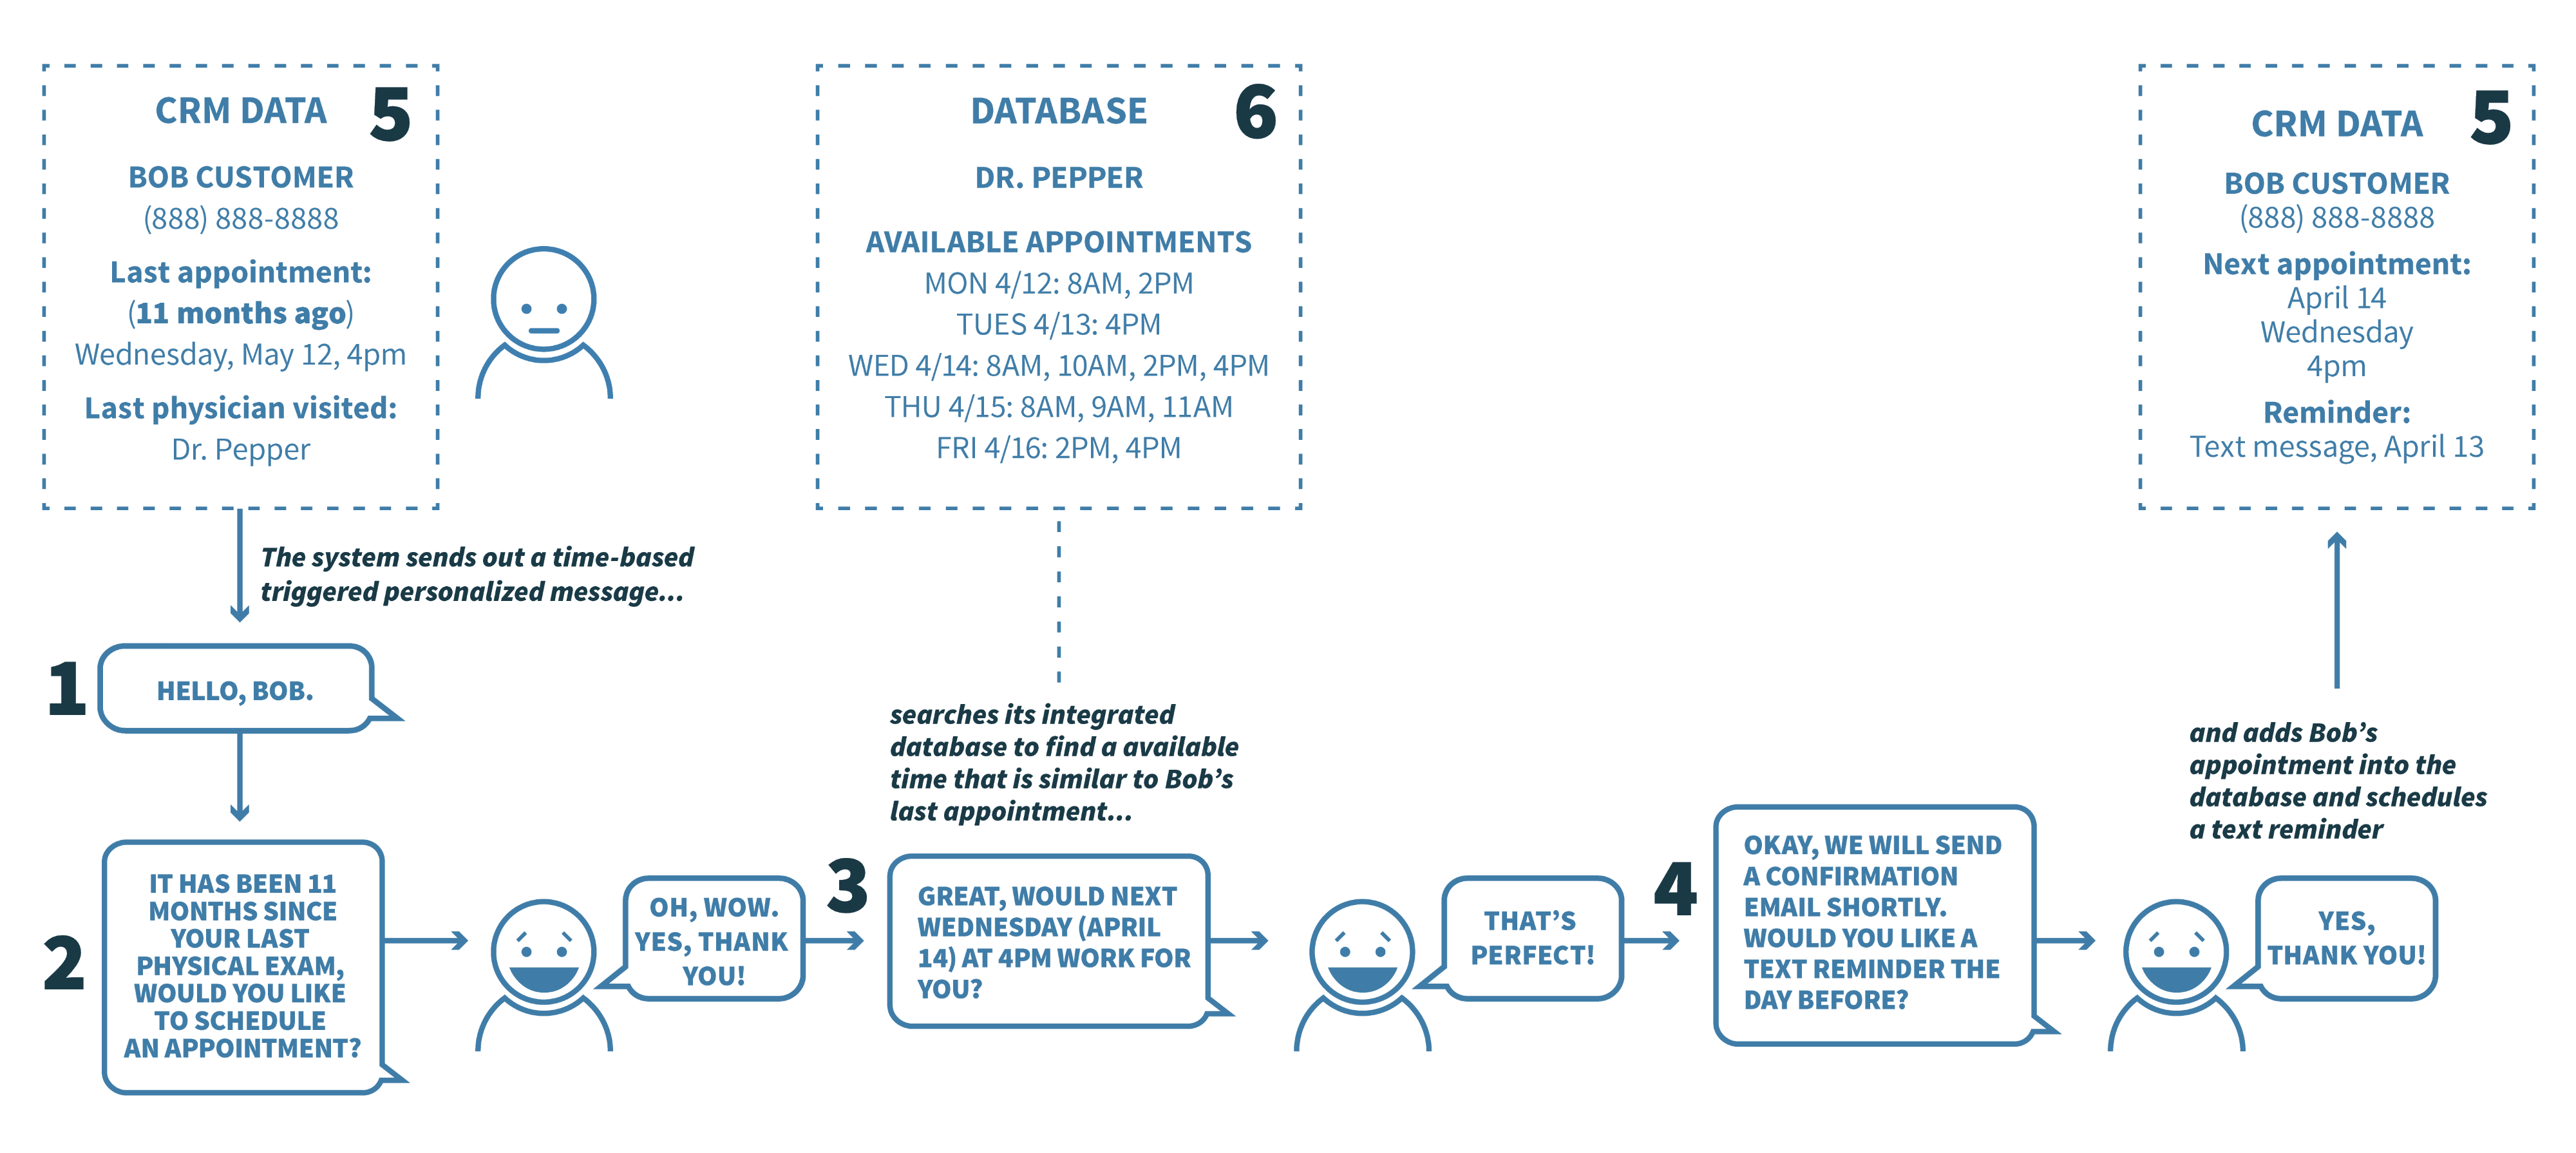 CRM DATA
5
BOB CUSTOMER
(888) 888-8888
Last appointment:
(11 months ago)
Wednesday, May 12, 4pm
Last physician visited:
Dr. Pepper
The system sends out a time-based
triggered personalized message...
1
HELLO, BOB.
2
IT HAS BEEN 11
MONTHS SINCE
YOUR LAST
PHYSICAL EXAM,
WOULD YOU LIKE
TO SCHEDULE
AN APPOINTMENT?
OH, WOW.
YES, THANK
YOU!
DATABASE
6
DR. PEPPER
AVAILABLE APPOINTMENTS
MON 4/12: 8AM, 2PM
TUES 4/13: 4PM
WED 4/14: 8AM, 10AM, 2PM, 4PM
THU 4/15: 8AM, 9AM, 11AM
FRI 4/16: 2PM, 4PM
searches its integrated
database to find a available
time that is similar to Bob's
last appointment...
3
GREAT, WOULD NEXT
WEDNESDAY (APRIL
14) AT 4PM WORK FOR
YOU?
THAT'S
PERFECT!
4
OKAY, WE WILL SEND
A CONFIRMATION
EMAIL SHORTLY.
WOULD YOU LIKE A
TEXT REMINDER THE
DAY BEFORE?
YES,
THANK YOU!
and adds Bob's
appointment into the
database and schedules
a text reminder
CRM DATA
5
BOB CUSTOMER
(888) 888-8888
Next appointment:
April 14
Wednesday
4pm
Reminder:
Text message, April 13